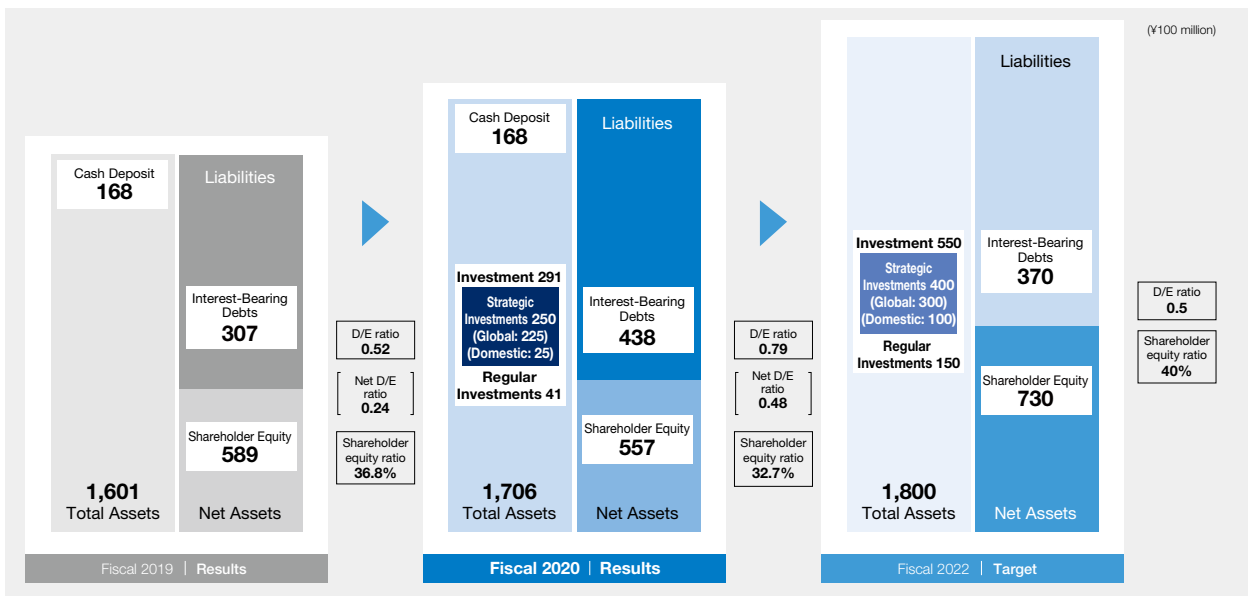 (¥100 million)
Cash Deposit
168
Liabilities
Interest-Bearing
Debts
307
Shareholder Equity
589
1,601
Total Assets
Net Assets
Fiscal 2019 | Results
D/E ratio
0.52
Net D/E
ratio
0.24
Shareholder
equity ratio
36.8%
Cash Deposit
168
Liabilities
Investment 291
Strategic
Investments 250
(Global: 225)
(Domestic: 25)
Regular
Investments 41
Interest-Bearing
Debts
438
Shareholder Equity
557
1,706
Total Assets
Net Assets
Fiscal 2020 | Results
D/E ratio
0.79
Net D/E
ratio
0.48
Shareholder
equity ratio
32.7%
Liabilities
Investment 550
Strategic
Investments 400
(Global: 300)
(Domestic: 100)
Regular
Investments 150
Interest-Bearing
Debts
370
Shareholder Equity
730
1,800
Total Assets
Net Assets
Fiscal 2022 | Target
D/E ratio
0.5
Shareholder
equity ratio
40%